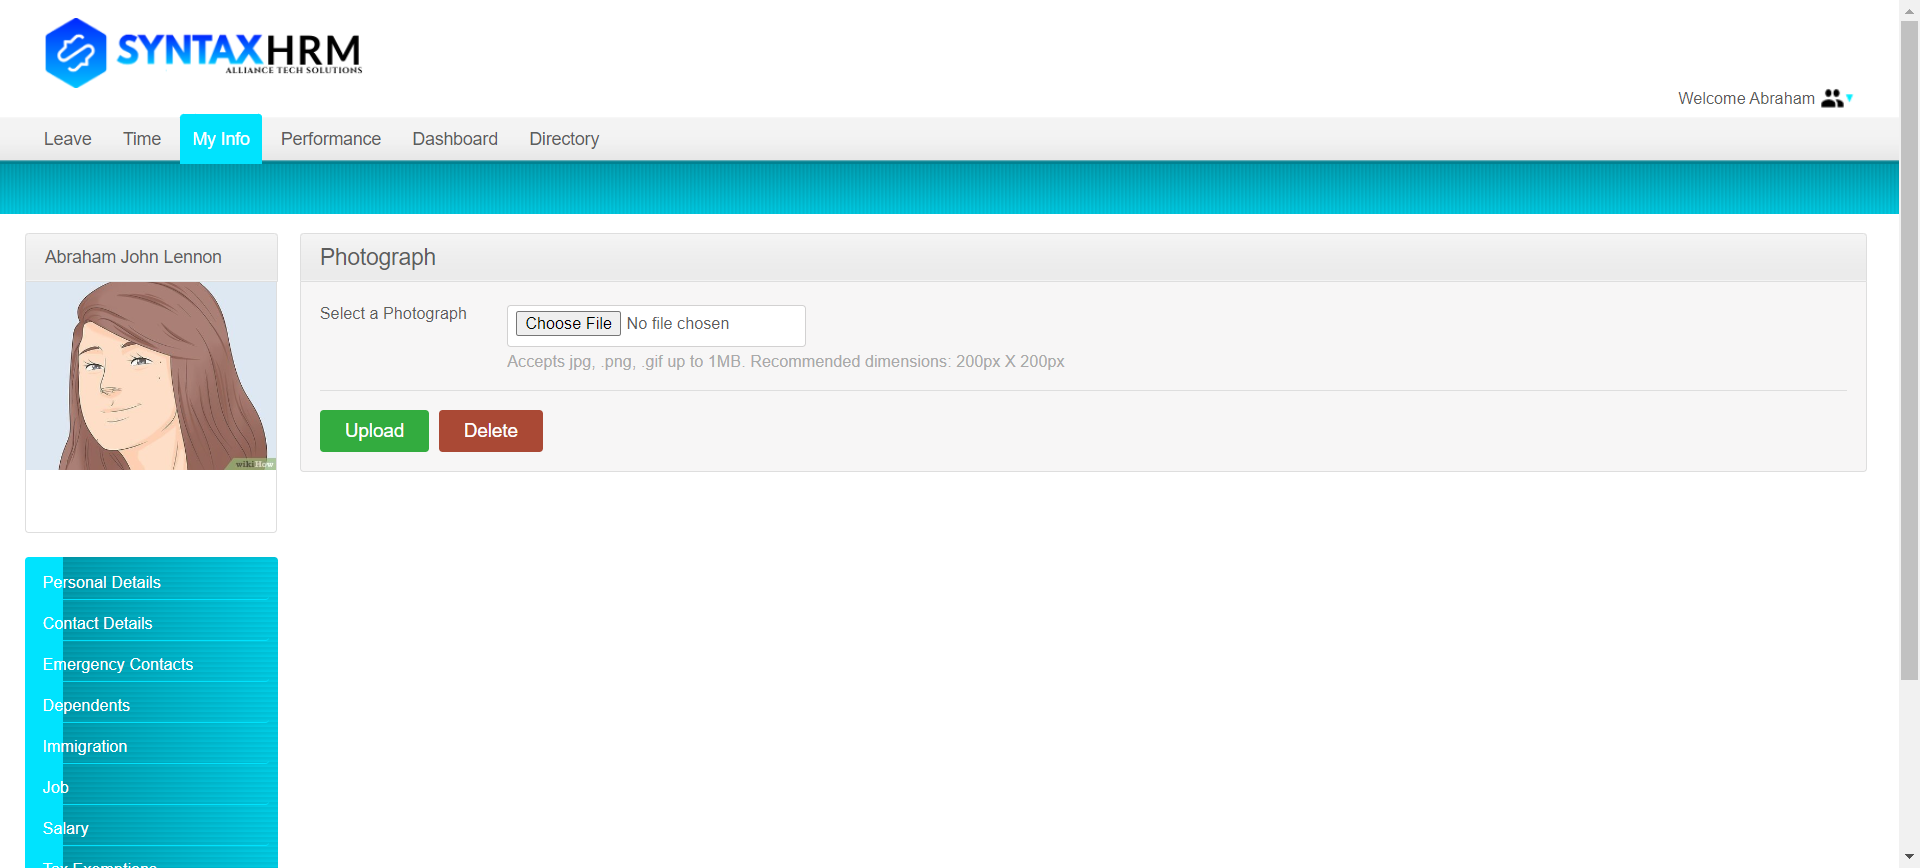 SYNTAXHRM
ALLIANCE TECH SOLUTIONS
Welcome Abraham
Leave Time My Info Performance Dashboard Directory
Abraham John Lennon
wikiHow
Photograph
Select a Photograph
Choose File No file chosen
Accepts jpg, .png, .gif up to 1MB. Recommended dimensions: 200px X 200px
Upload Delete
Personal Details
Contact Details
Emergency Contacts
Dependents
Immigration
Job
Salary
Tax Exemptions